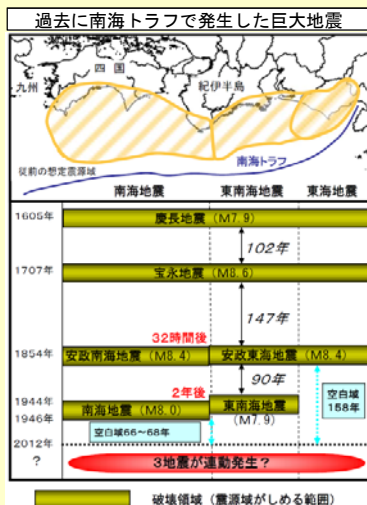 過去に南海トラフで発生した巨大地震
九州
四国
紀伊半島
南海トラフ
従前の想定震源域
南海地震
東南海地震
東海地震
1605年
慶長地震(M7.9)
102年
1707年
宝永地震(M8.6)
147年
32時間後
1854年
安政南海地震(M8.4)
安政東海地震(M8.4)
90年
空白域
158年
2年後
1944年
東南海地震
(M7.9)
1946年
南海地震(M8.0)
空白域66~68年
2012年
?
3地震が連動発生?
破壊領域(震源域がしめる範囲)